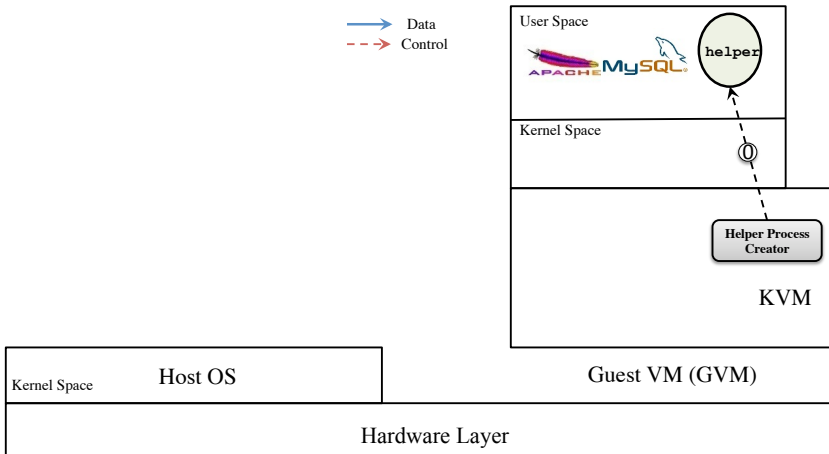 Data
Control
User Space
APACHE
MySQL®
helper
Kernel Space
0
Helper Process
Creator
KVM
Kernel Space
Host OS
Guest VM (GVM)
Hardware Layer